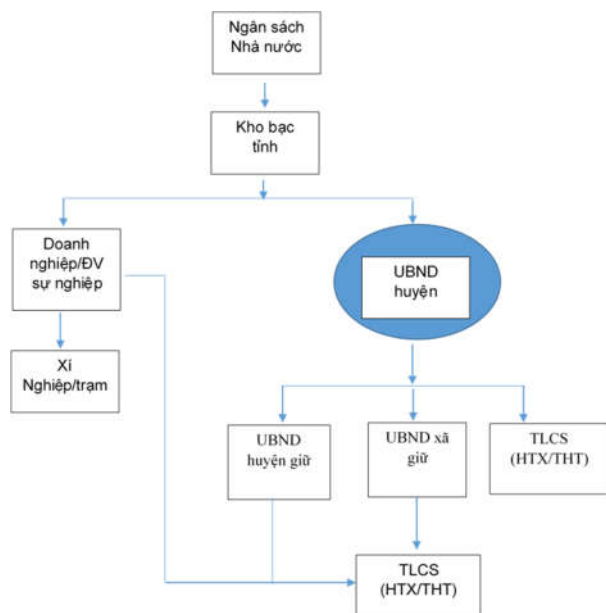 Ngân sách
Nhà nước
Kho bạc
tỉnh
Doanh
nghiệp/ĐV
sự nghiệp
UBND
huyện
Xí
Nghiệp/trạm
UBND
huyện giữ
UBND xã
giữ
TLCS
(HTX/THT)
TLCS
(HTX/THT)